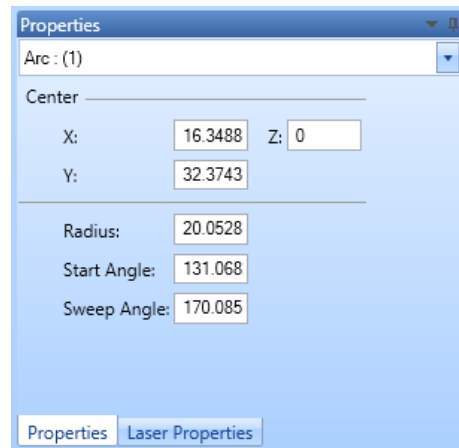 Properties
Arc : (1)
Center
X: 16.3488 Z: 0
Y: 32.3743
Radius: 20.0528
Start Angle: 131.068
Sweep Angle: 170.085
Properties Laser Properties